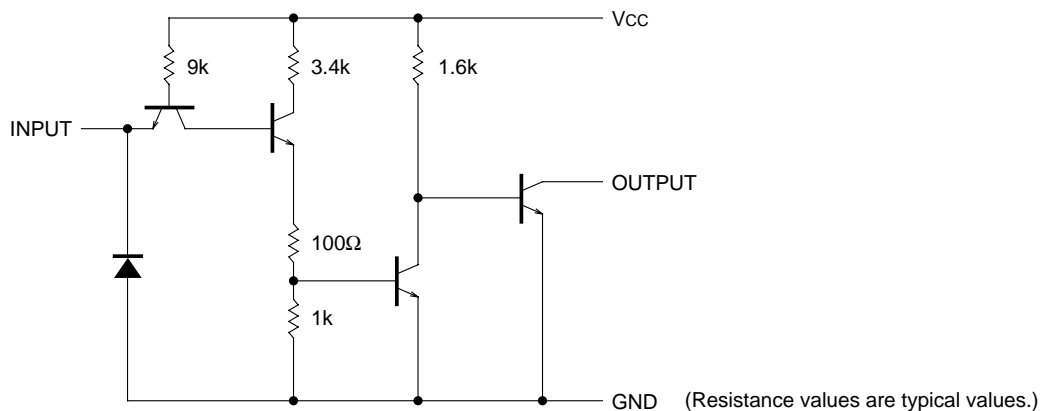 Vcc
9k
3.4k
1.6k
INPUT
OUTPUT
100Ω
1k
GND (Resistance values are typical values.)